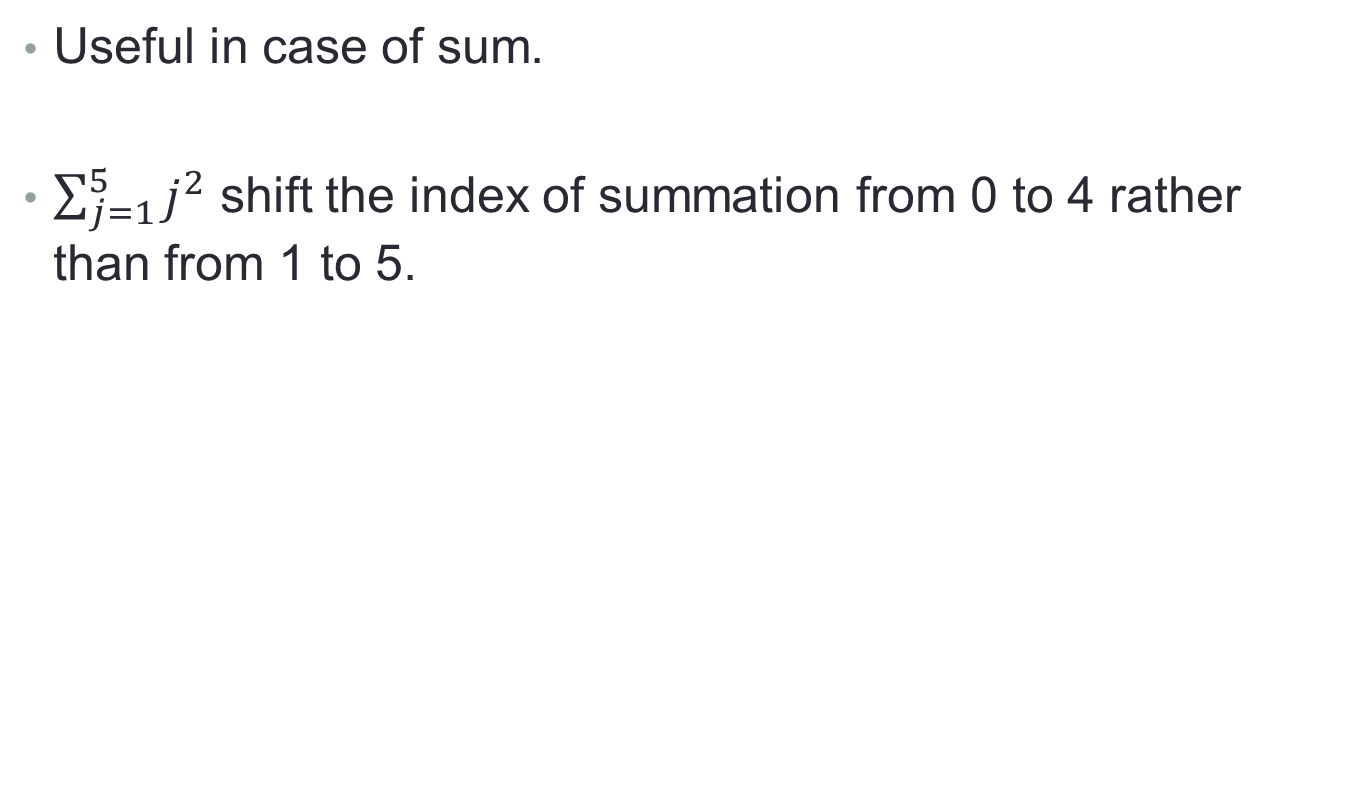 • Useful in case of sum.
• ∑⁵ⱼ₌₁ j² shift the index of summation from 0 to 4 rather
than from 1 to 5.